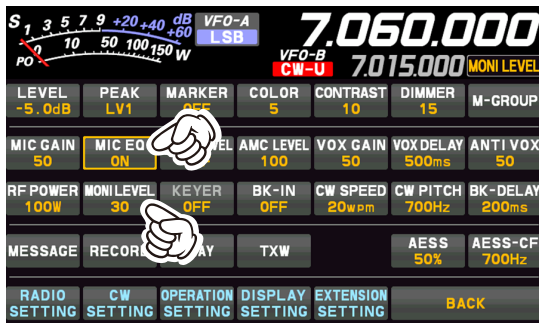 S 1 3 5 7 9 +20 +40 +60 dB VFO-A 7.060.000
PO 0 10 50 100 150 W LSB
VFO-B
CW-U 7.015.000 MONI LEVEL
LEVEL PEAK MARKER COLOR CONTRAST DIMMER M-GROUP
-5.0dB LV1 OFF 5 10 15
MIC GAIN MIC EQ AMC LEVEL VOX GAIN VOX DELAY ANTI VOX
50 ON 100 50 500ms 50
RF POWER MONI LEVEL KEYER BK-IN CW SPEED CW PITCH BK-DELAY
100W 30 OFF OFF 20wpm 700Hz 200ms
MESSAGE RECORD TXW AESS AESS-CF
50% 700Hz
RADIO CW OPERATION DISPLAY EXTENSION BACK
SETTING SETTING SETTING SETTING SETTING